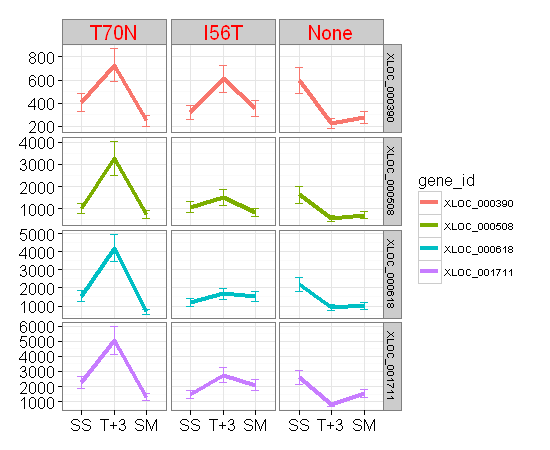 T70N I56T None
800
600
400
200
XLOC_000390
4000
3000
2000
1000
XLOC_000508
5000
4000
3000
2000
1000
XLOC_000618
6000
5000
4000
3000
2000
1000
XLOC_001711
SS T+3 SM SS T+3 SM SS T+3 SM
gene_id
XLOC_000390
XLOC_000508
XLOC_000618
XLOC_001711